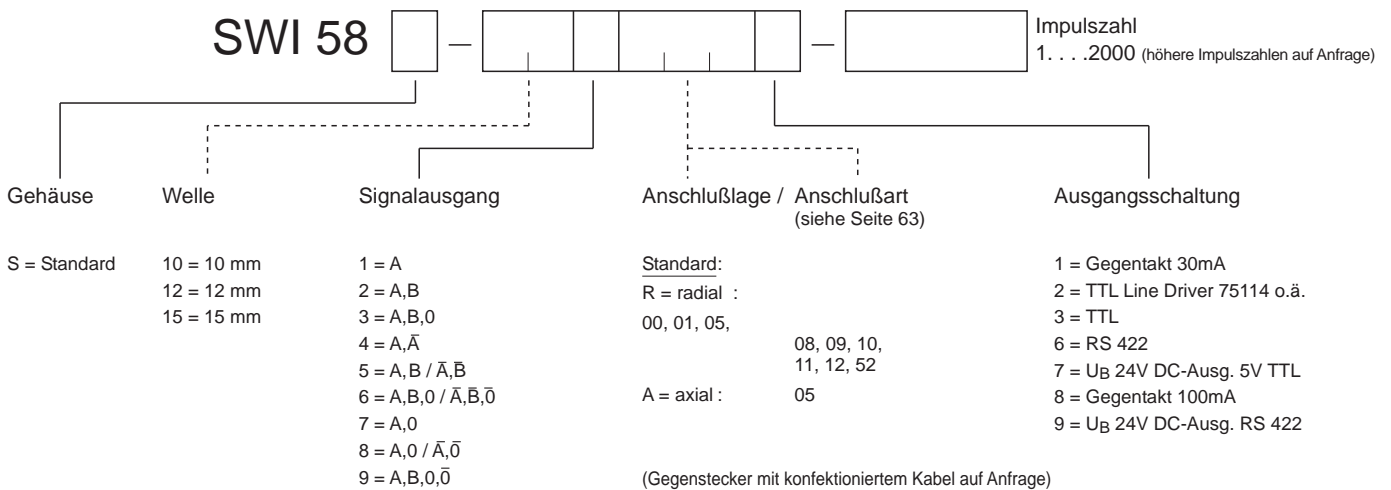 SWI 58 — —
Impulszahl
1. . . .2000 (höhere Impulszahlen auf Anfrage)
Gehäuse
S = Standard
Welle
10 = 10 mm
12 = 12 mm
15 = 15 mm
Signalausgang
1 = A
2 = A,B
3 = A,B,0
4 = A,A̅
5 = A,B / A̅,B̅
6 = A,B,0 / A̅,B̅,0̅
7 = A,0
8 = A,0 / A̅,0̅
9 = A,B,0,0̅
Anschlußlage / Anschlußart
(siehe Seite 63)
Standard:
R = radial :
00, 01, 05,
08, 09, 10,
11, 12, 52
A = axial : 05
(Gegenstecker mit konfektioniertem Kabel auf Anfrage)
Ausgangsschaltung
1 = Gegentakt 30mA
2 = TTL Line Driver 75114 o.ä.
3 = TTL
6 = RS 422
7 = UB 24V DC-Ausg. 5V TTL
8 = Gegentakt 100mA
9 = UB 24V DC-Ausg. RS 422